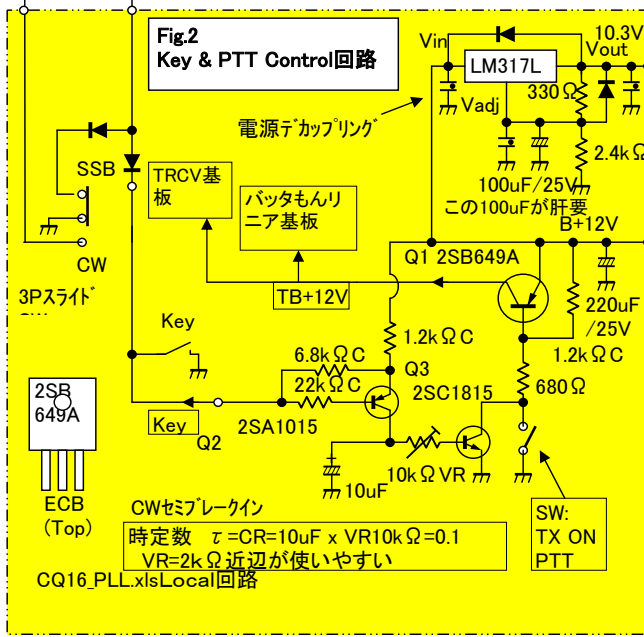 Fig.2
Key & PTT Control回路
10.3V
Vin
Vout
LM317L
330Ω
Vadj
電源デカップリング
2.4kΩ
100uF/25V
この100uFが肝要
SSB
TRCV基
板
バッタもんリ
ニア基板
B+12V
Q1 2SB649A
CW
TB+12V
3Pスライド
220uF
/25V
Key
1.2kΩC
1.2kΩC
6.8kΩC
Q3
22kΩC
2SC1815
680Ω
2SB
649A
Key
Q2
2SA1015
10kΩVR
10uF
ECB
(Top)
CWセミブレークイン
SW:
TX ON
PTT
時定数 τ=CR=10uF x VR10kΩ=0.1
VR=2kΩ近辺が使いやすい
CQ16_PLL.xlsLocal回路